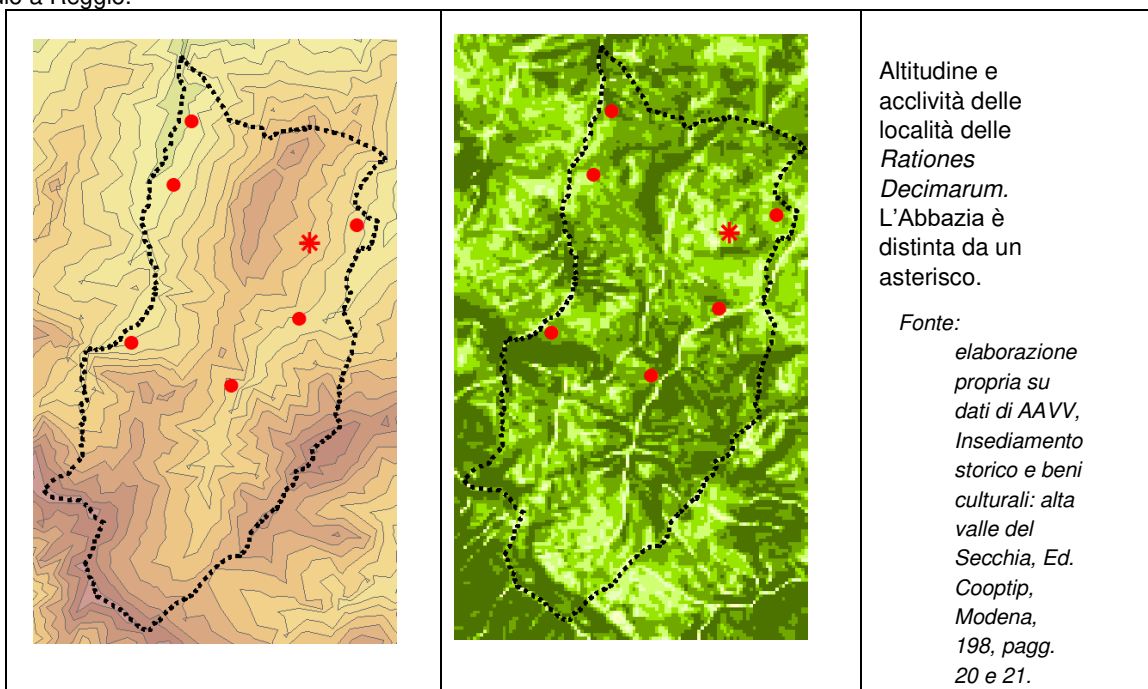 a Reggio.
Altitudine e
acclività delle
località delle
Rationes
Decimarum.
L'Abbazia è
distinta da un
asterisco.
Fonte:
elaborazione
propria su
dati di AAVV,
Insediamento
storico e beni
culturali: alta
valle del
Secchia, Ed.
Cooptip,
Modena,
198, pagg.
20 e 21.